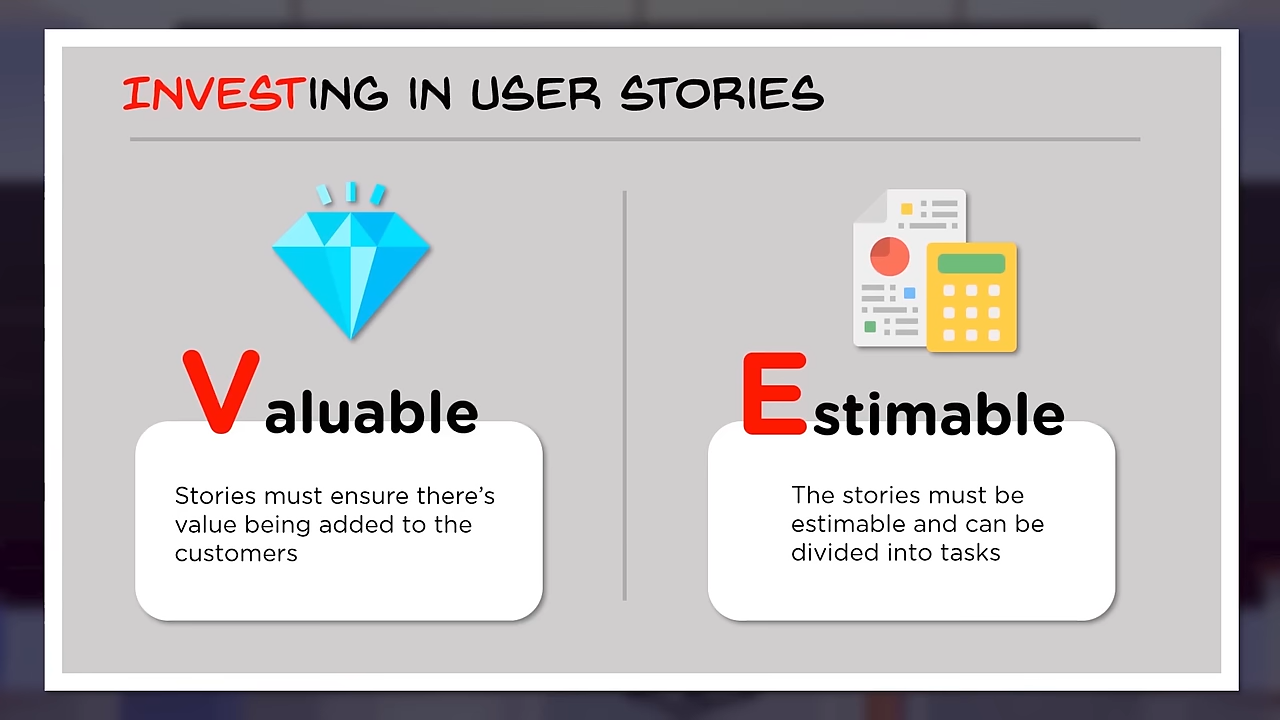 INVESTING IN USER STORIES
Valuable
Stories must ensure there's
value being added to the
customers
Estimable
The stories must be
estimable and can be
divided into tasks